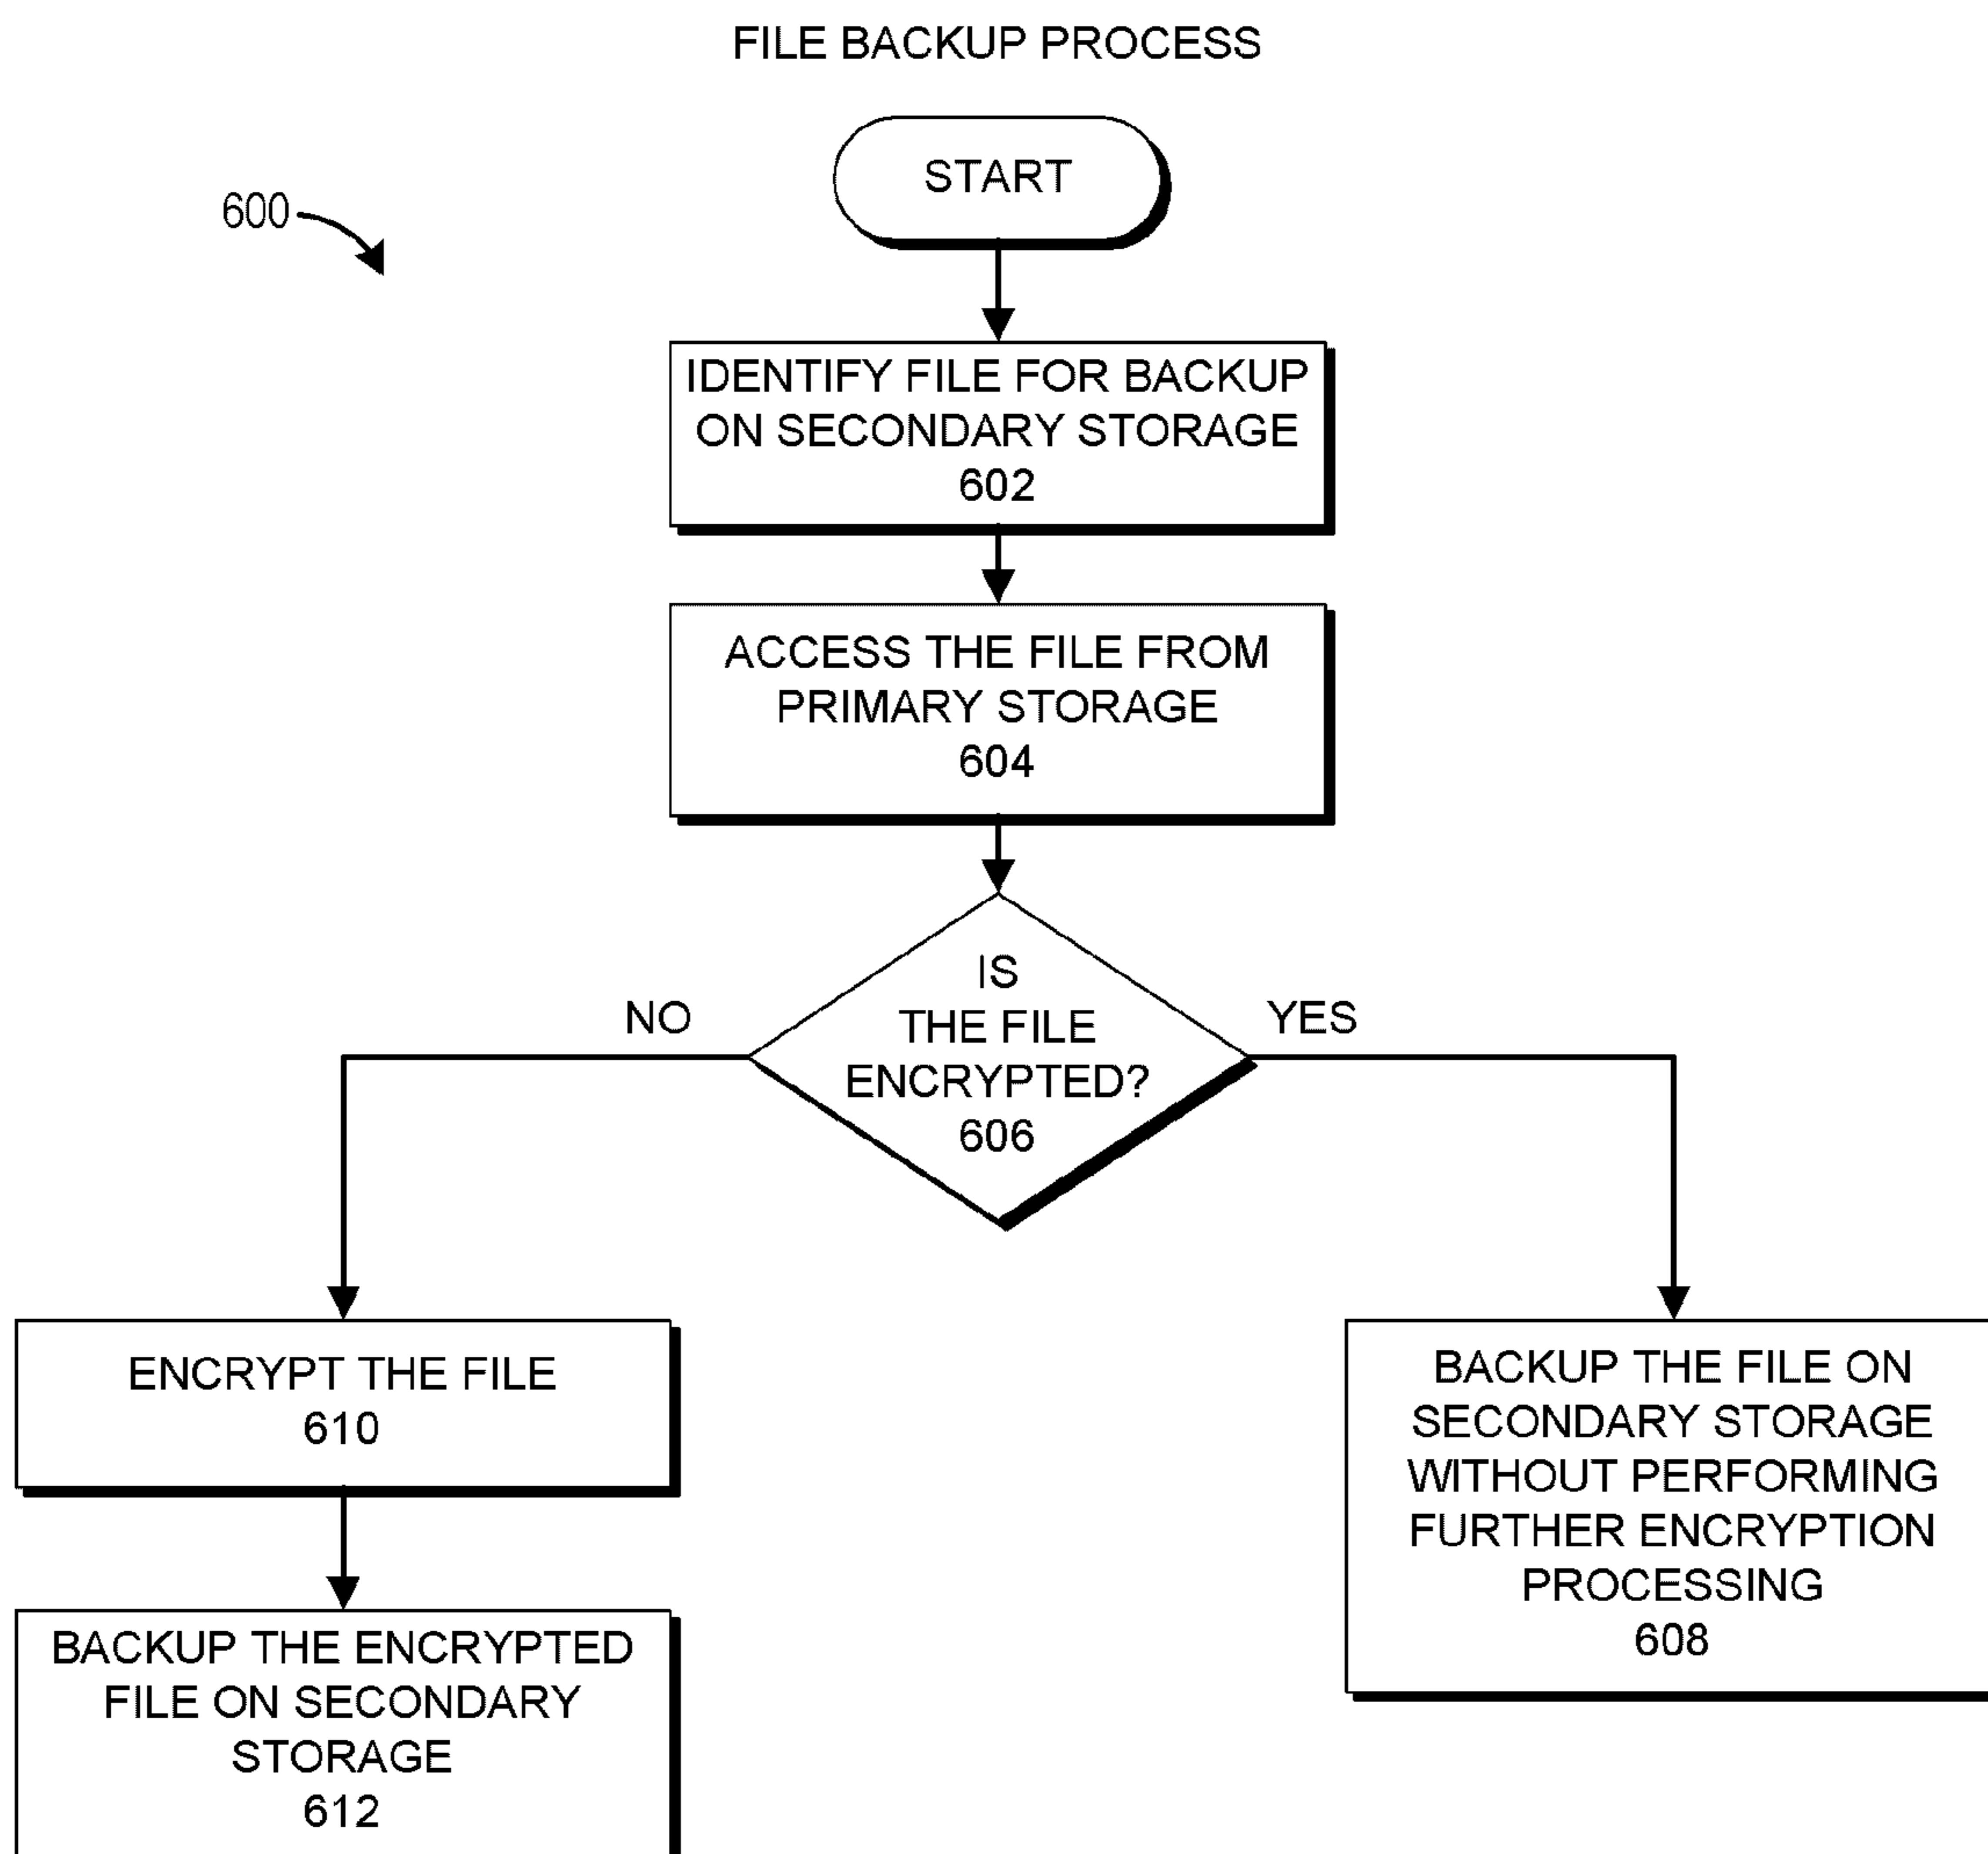 FILE BACKUP PROCESS
START
600
IDENTIFY FILE FOR BACKUP
ON SECONDARY STORAGE
602
ACCESS THE FILE FROM
PRIMARY STORAGE
604
IS
THE FILE
ENCRYPTED?
606
NO
YES
ENCRYPT THE FILE
610
BACKUP THE FILE ON
SECONDARY STORAGE
WITHOUT PERFORMING
FURTHER ENCRYPTION
PROCESSING
608
BACKUP THE ENCRYPTED
FILE ON SECONDARY
STORAGE
612